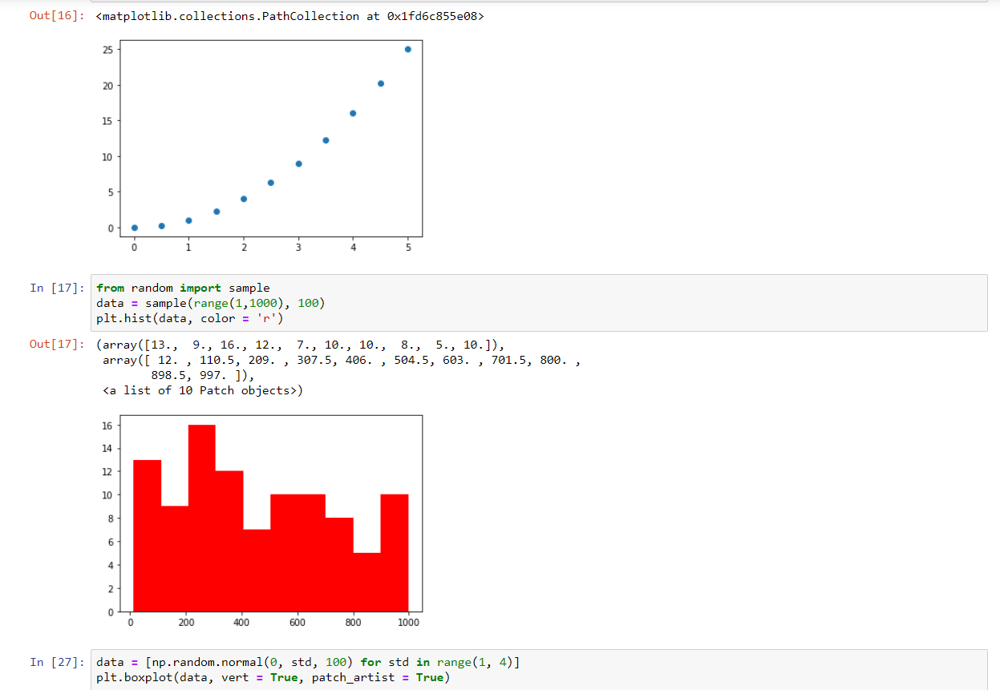 Out[16]: <matplotlib.collections.PathCollection at 0x1fd6c855e08>
25
20
15
10
5
0
0 1 2 3 4 5
In [17]: from random import sample
data = sample(range(1,1000), 100)
plt.hist(data, color = 'r')
Out[17]: (array([13.,  9., 16., 12.,  7., 10., 10.,  8.,  5., 10.]),
array([ 12. , 110.5, 209. , 307.5, 406. , 504.5, 603. , 701.5, 800. ,
898.5, 997. ]),
<a list of 10 Patch objects>)
16
14
12
10
8
6
4
2
0
0 200 400 600 800 1000
In [27]: data = [np.random.normal(0, std, 100) for std in range(1, 4)]
plt.boxplot(data, vert = True, patch_artist = True)